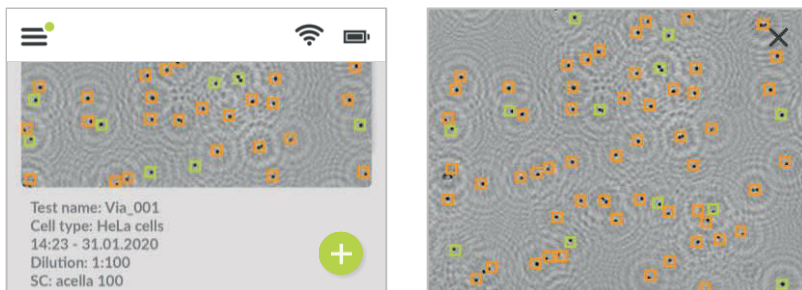 Test name: Via_001
Cell type: HeLa cells
14:23 - 31.01.2020
Dilution: 1:100
SC: acella 100